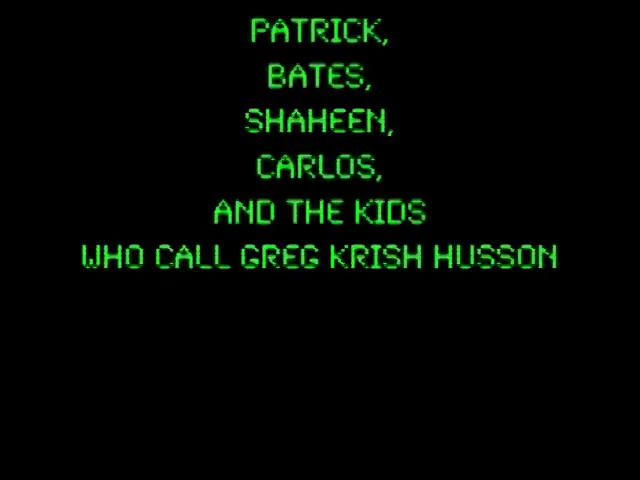 PATRICK,
BATES,
SHAHEEN,
CARLOS,
AND THE KIDS
WHO CALL GREG KRISH HUSSON